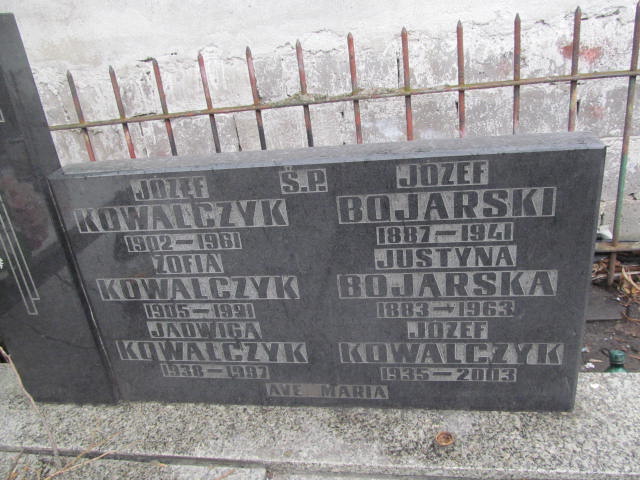 JÓZEF
KOWALCZYK
1902-1981
ZOFIA
KOWALCZYK
1905-1991
JADWIGA
KOWALCZYK
1938-1997
Ś.P.
JÓZEF
BOJARSKI
1887-1941
JUSTYNA
BOJARSKA
1883-1963
JÓZEF
KOWALCZYK
1935-2003
AVE MARIA